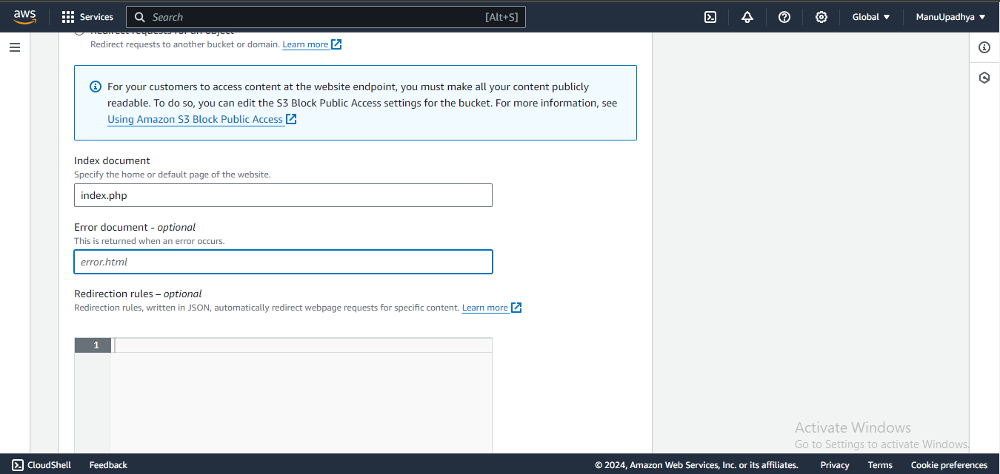 aws
Services
Search
[Alt+S]
Global
ManuUpadhya
Redirect requests for an object
Redirect requests to another bucket or domain. Learn more
For your customers to access content at the website endpoint, you must make all your content publicly
readable. To do so, you can edit the S3 Block Public Access settings for the bucket. For more information, see
Using Amazon S3 Block Public Access
Index document
Specify the home or default page of the website.
index.php
Error document - optional
This is returned when an error occurs.
error.html
Redirection rules – optional
Redirection rules, written in JSON, automatically redirect webpage requests for specific content. Learn more
1
Activate Windows
Go to Settings to activate Windows.
CloudShell
Feedback
© 2024, Amazon Web Services, Inc. or its affiliates.
Privacy
Terms
Cookie preferences